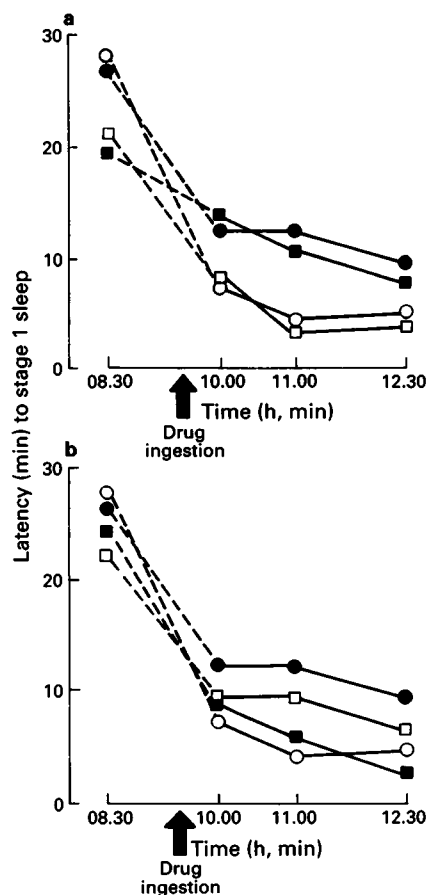 a
30
20
10
0
08.30 10.00 11.00 12.30
Time (h, min)
Drug
ingestion
Latency (min) to stage 1 sleep
b
30
20
10
0
08.30 10.00 11.00 12.30
Time (h, min)
Drug
ingestion